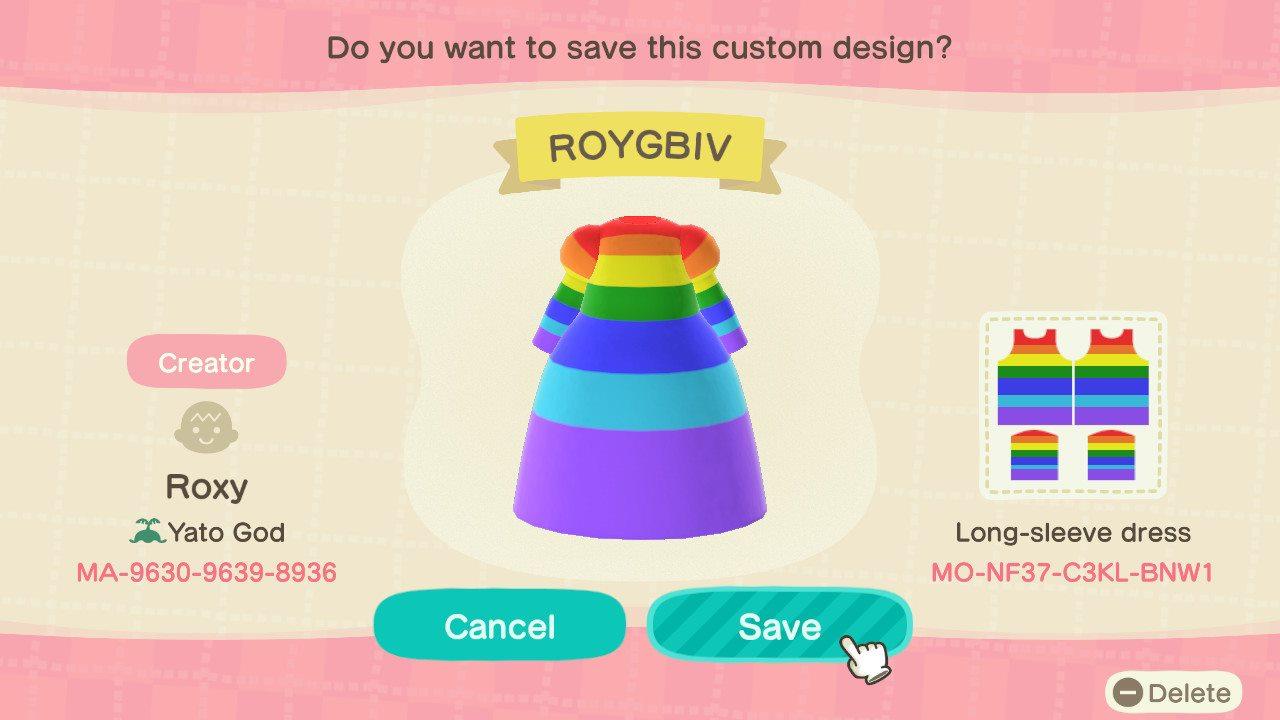 Do you want to save this custom design?
ROYGBIV
Creator
Roxy
Yato God
MA-9630-9639-8936
Long-sleeve dress
MO-NF37-C3KL-BNW1
Cancel
Save
Delete